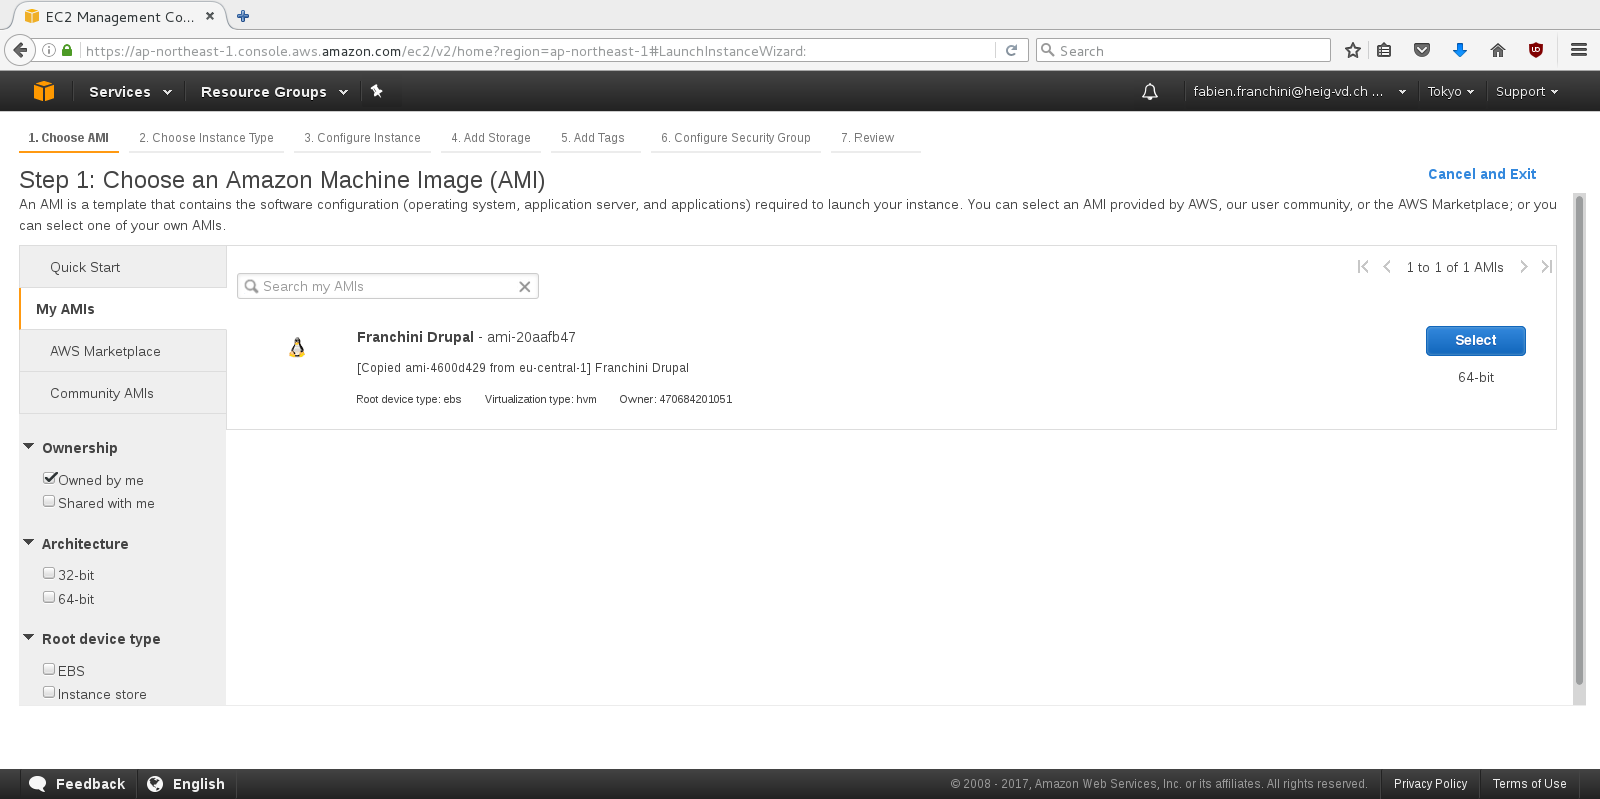 EC2 Management Co...
https://ap-northeast-1.console.aws.amazon.com/ec2/v2/home?region=ap-northeast-1#LaunchInstanceWizard:
Search
Services
Resource Groups
fabien.franchini@heig-vd.ch ...
Tokyo
Support
1. Choose AMI
2. Choose Instance Type
3. Configure Instance
4. Add Storage
5. Add Tags
6. Configure Security Group
7. Review
Step 1: Choose an Amazon Machine Image (AMI)
Cancel and Exit
An AMI is a template that contains the software configuration (operating system, application server, and applications) required to launch your instance. You can select an AMI provided by AWS, our user community, or the AWS Marketplace; or you
can select one of your own AMIs.
Quick Start
My AMIs
AWS Marketplace
Community AMIs
Ownership
Owned by me
Shared with me
Architecture
32-bit
64-bit
Root device type
EBS
Instance store
Search my AMIs
1 to 1 of 1 AMIs
Franchini Drupal - ami-20aafb47
[Copied ami-4600d429 from eu-central-1] Franchini Drupal
Root device type: ebs Virtualization type: hvm Owner: 470684201051
Select
64-bit
Feedback
English
© 2008 - 2017, Amazon Web Services, Inc. or its affiliates. All rights reserved.
Privacy Policy
Terms of Use